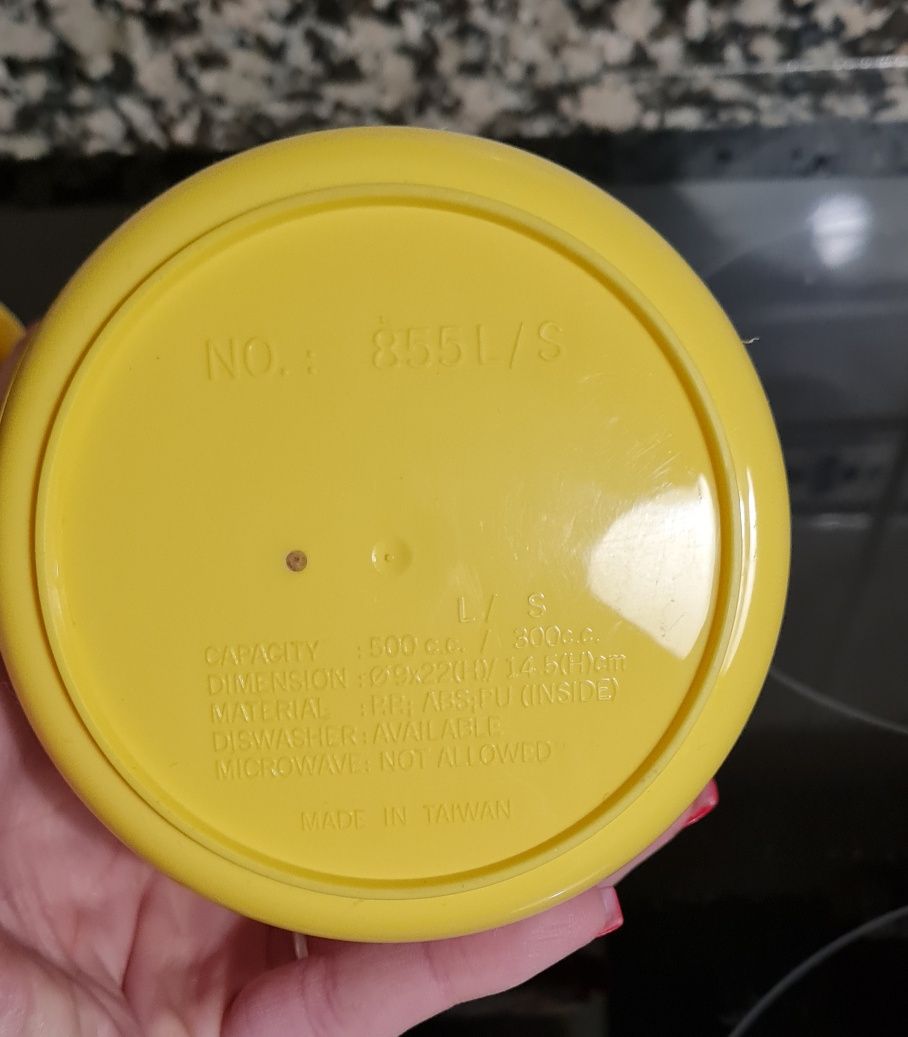 NO. : 855L/S
L / S
CAPACITY : 500 c.c. / 300c.c.
DIMENSION : Ø9X22(H)/ 14.5(H)cm
MATERIAL : P.P.; ABS;PU (INSIDE)
DISWASHER : AVAILABLE
MICROWAVE : NOT ALLOWED
MADE IN TAIWAN